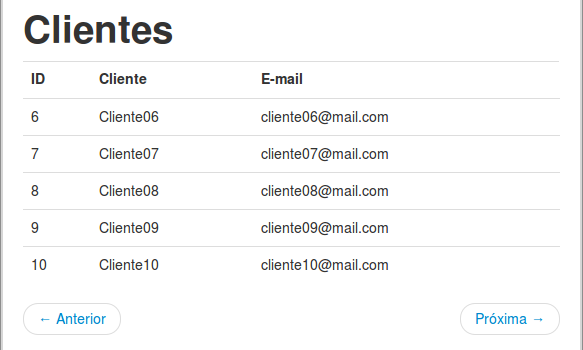 Clientes
ID Cliente E-mail
6 Cliente06 cliente06@mail.com
7 Cliente07 cliente07@mail.com
8 Cliente08 cliente08@mail.com
9 Cliente09 cliente09@mail.com
10 Cliente10 cliente10@mail.com
← Anterior Próxima →